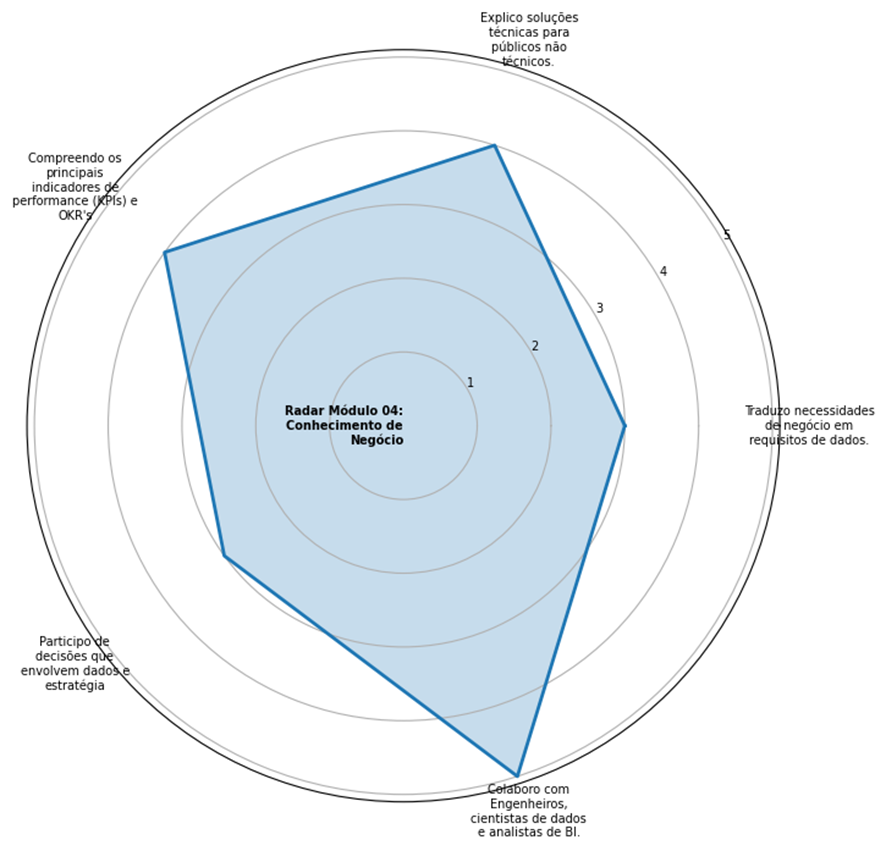 Explico soluções
técnicas para
públicos não
técnicos.
Compreendo os
principais
indicadores de
performance (KPIs) e
OKR's
5
4
3
2
1
Radar Módulo 04:
Conhecimento de
Negócio
Traduzo necessidades
de negócio em
requisitos de dados.
Participo de
decisões que
envolvem dados e
estratégia
Colaboro com
Engenheiros,
cientistas de dados
e analistas de BI.